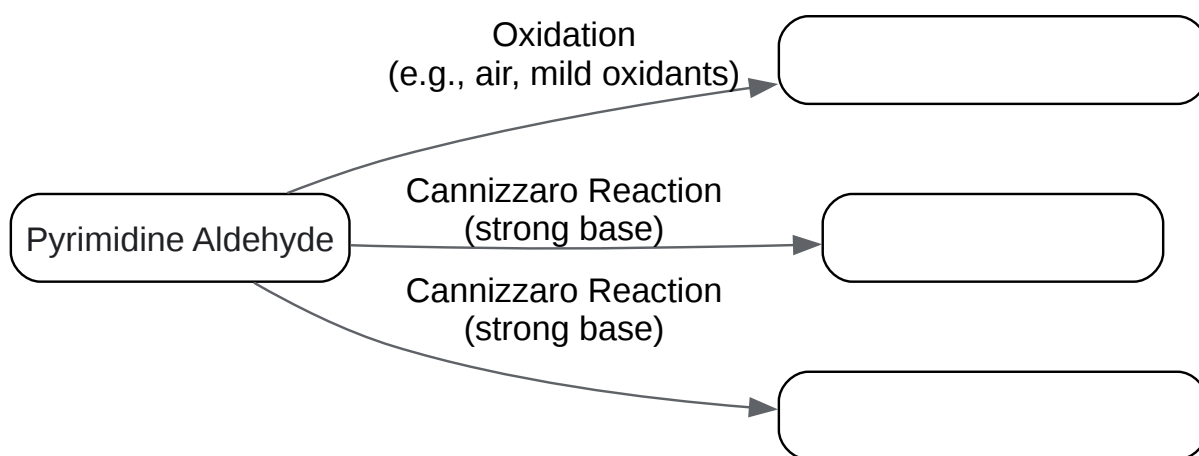 Oxidation
(e.g., air, mild oxidants)
Pyrimidine Aldehyde
Cannizzaro Reaction
(strong base)
Cannizzaro Reaction
(strong base)